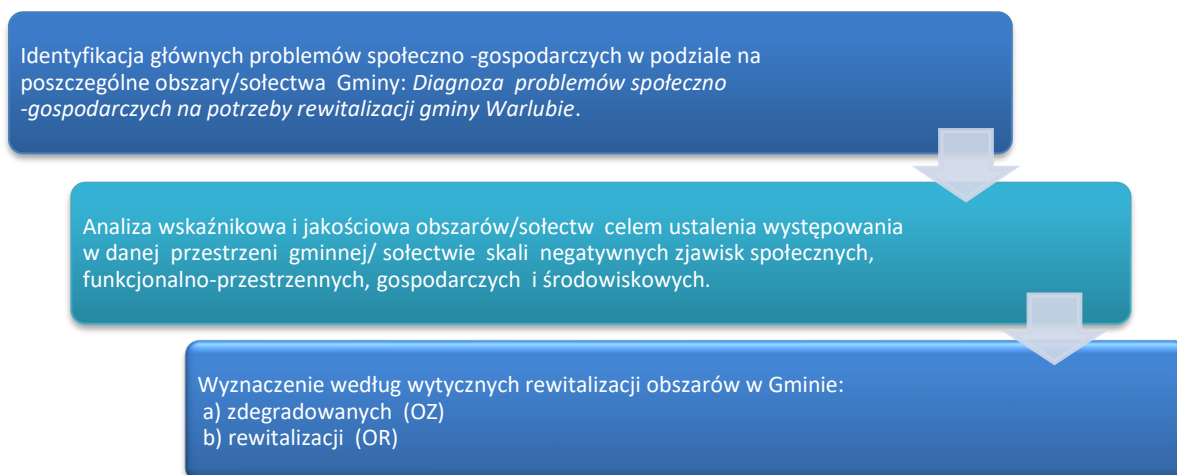 Identyfikacja głównych problemów społeczno -gospodarczych w podziale na
poszczególne obszary/sołectwa Gminy: Diagnoza problemów społeczno
-gospodarczych na potrzeby rewitalizacji gminy Warlubie.
Analiza wskaźnikowa i jakościowa obszarów/sołectw celem ustalenia występowania
w danej przestrzeni gminnej/ sołectwie skali negatywnych zjawisk społecznych,
funkcjonalno-przestrzennych, gospodarczych i środowiskowych.
Wyznaczenie według wytycznych rewitalizacji obszarów w Gminie:
a) zdegradowanych (OZ)
b) rewitalizacji (OR)